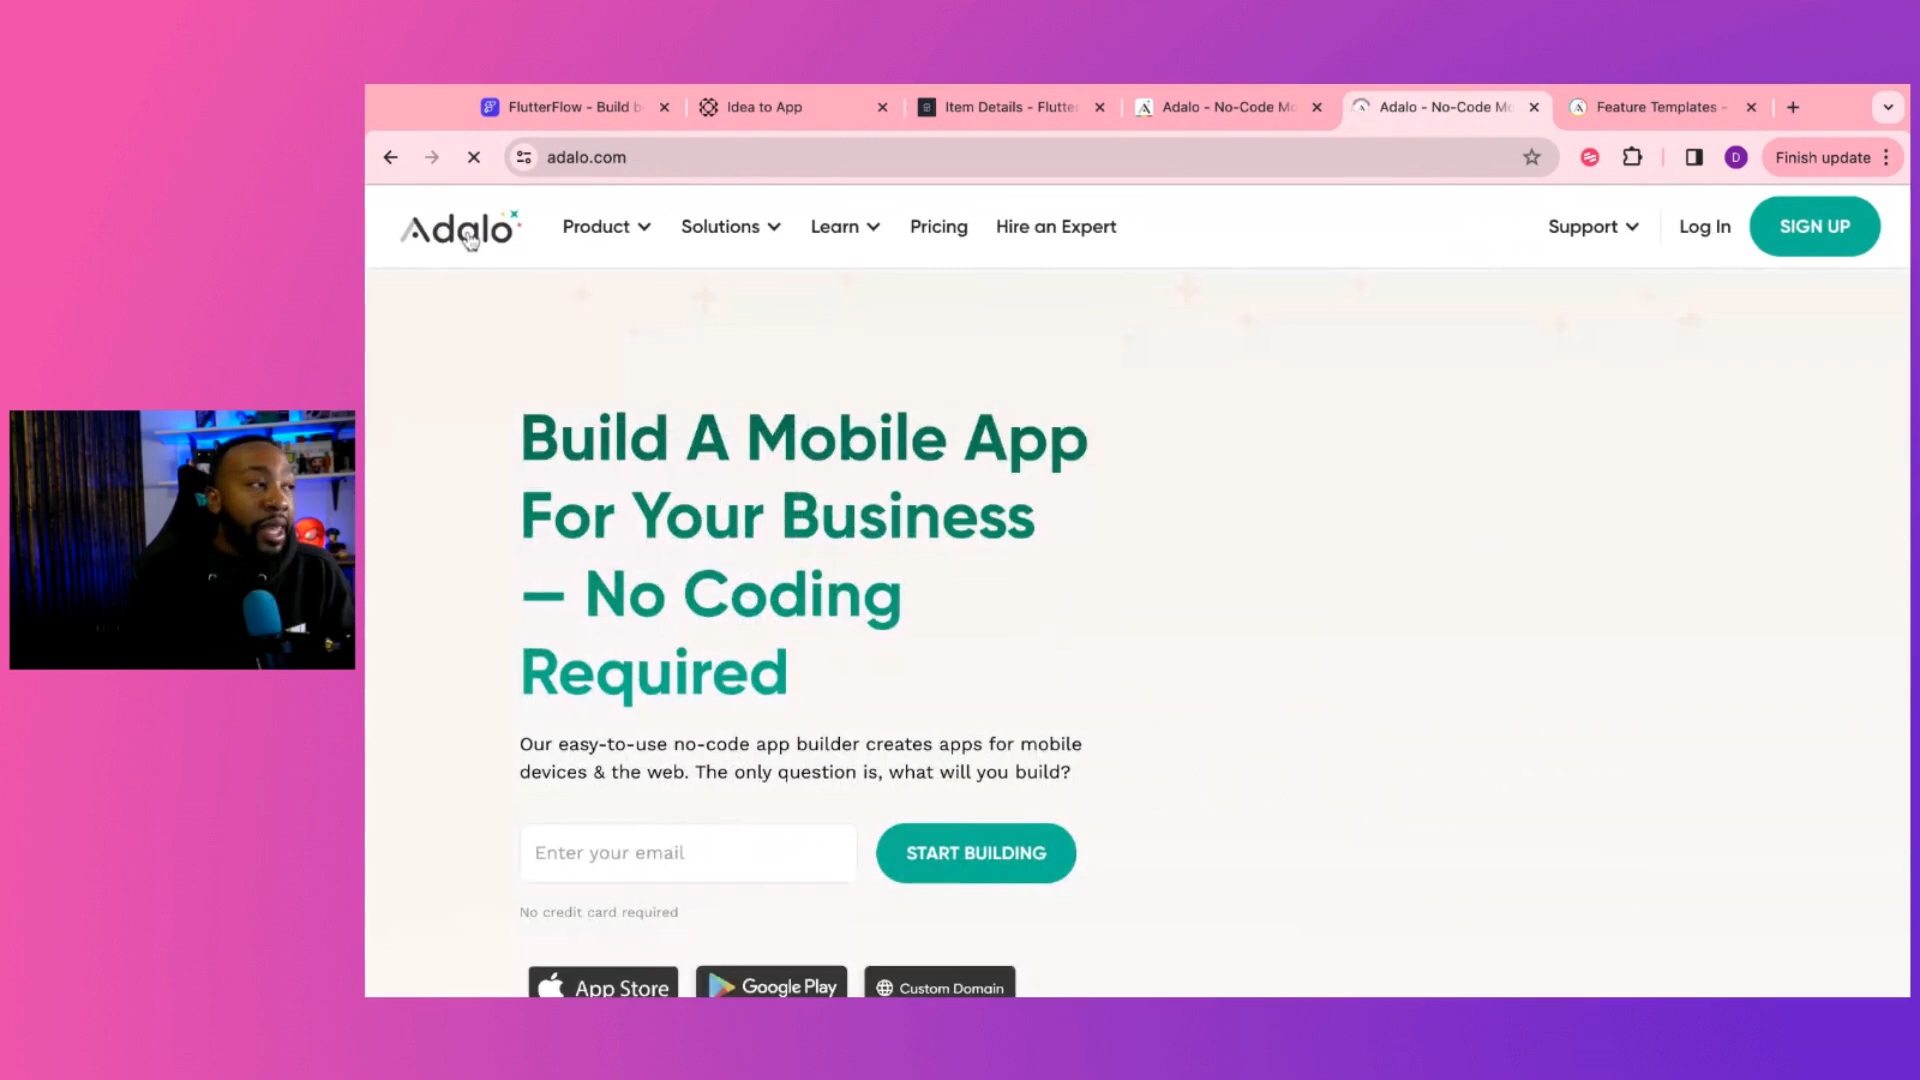 FlutterFlow - Build b
Idea to App
Item Details - Flutter
Adalo - No-Code Mo
Adalo - No-Code Mo
Feature Templates -
adalo.com
D
Finish update
Adalo
Product
Solutions
Learn
Pricing
Hire an Expert
Support
Log In
SIGN UP
Build A Mobile App
For Your Business
— No Coding
Required
Our easy-to-use no-code app builder creates apps for mobile
devices & the web. The only question is, what will you build?
Enter your email
START BUILDING
No credit card required
App Store
Google Play
Custom Domain